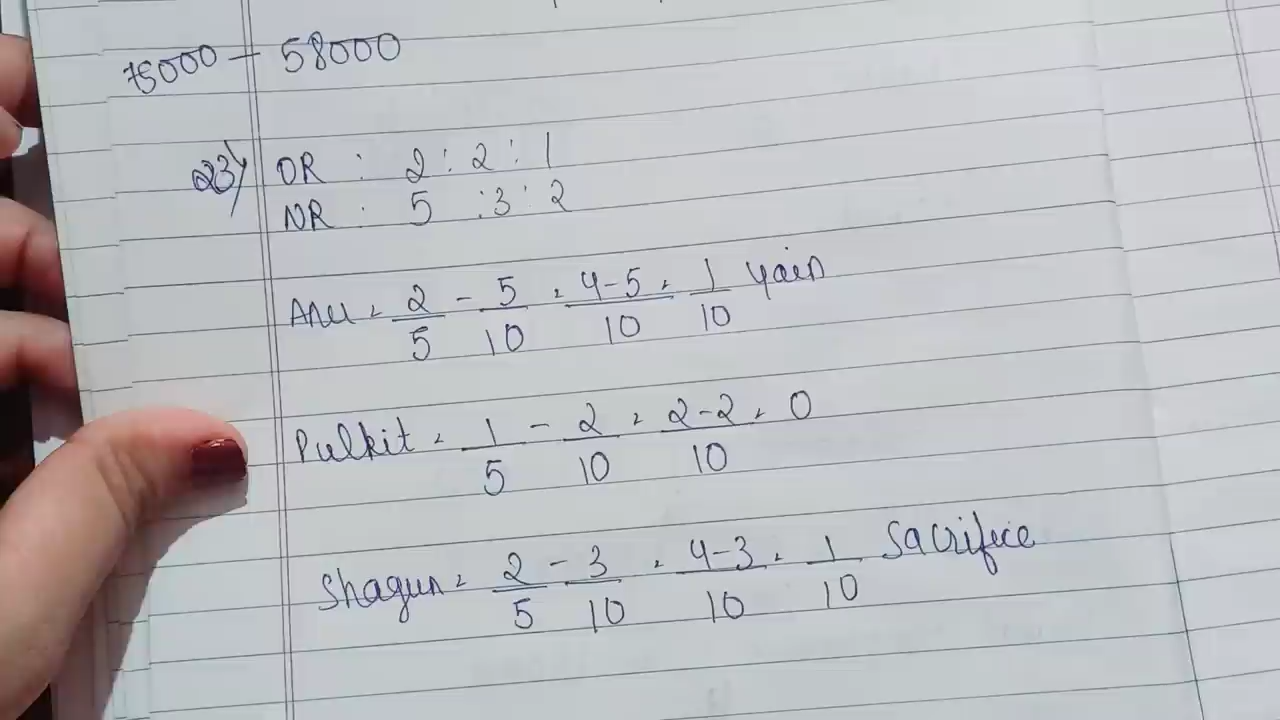 75000 - 58000
23) OR : 2 : 2 : 1
NR : 5 : 3 : 2
Anu = 2/5 - 5/10 = 4-5/10 = 1/10 gain
Pulkit = 1/5 - 2/10 = 2-2/10 = 0
Shagun = 2/5 - 3/10 = 4-3/10 = 1/10 Sacrifice